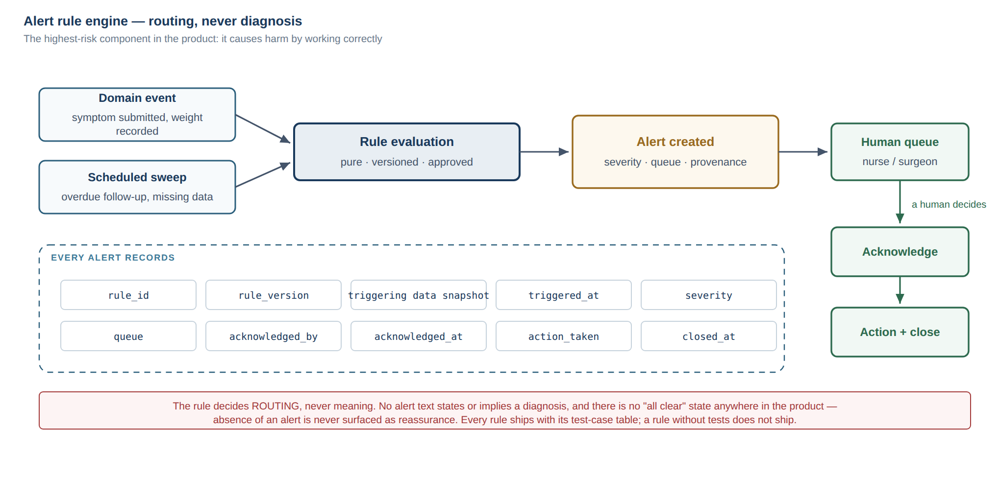 Alert rule engine — routing, never diagnosis
The highest-risk component in the product: it causes harm by working correctly
Domain event
symptom submitted, weight
recorded
Scheduled sweep
overdue follow-up, missing data
Rule evaluation
pure · versioned · approved
Alert created
severity · queue · provenance
Human queue
nurse / surgeon
a human decides
Acknowledge
Action + close
EVERY ALERT RECORDS
rule_id
rule_version
triggering data snapshot
triggered_at
severity
queue
acknowledged_by
acknowledged_at
action_taken
closed_at
The rule decides ROUTING, never meaning. No alert text states or implies a diagnosis, and there is no "all clear" state anywhere in the product —
absence of an alert is never surfaced as reassurance. Every rule ships with its test-case table; a rule without tests does not ship.